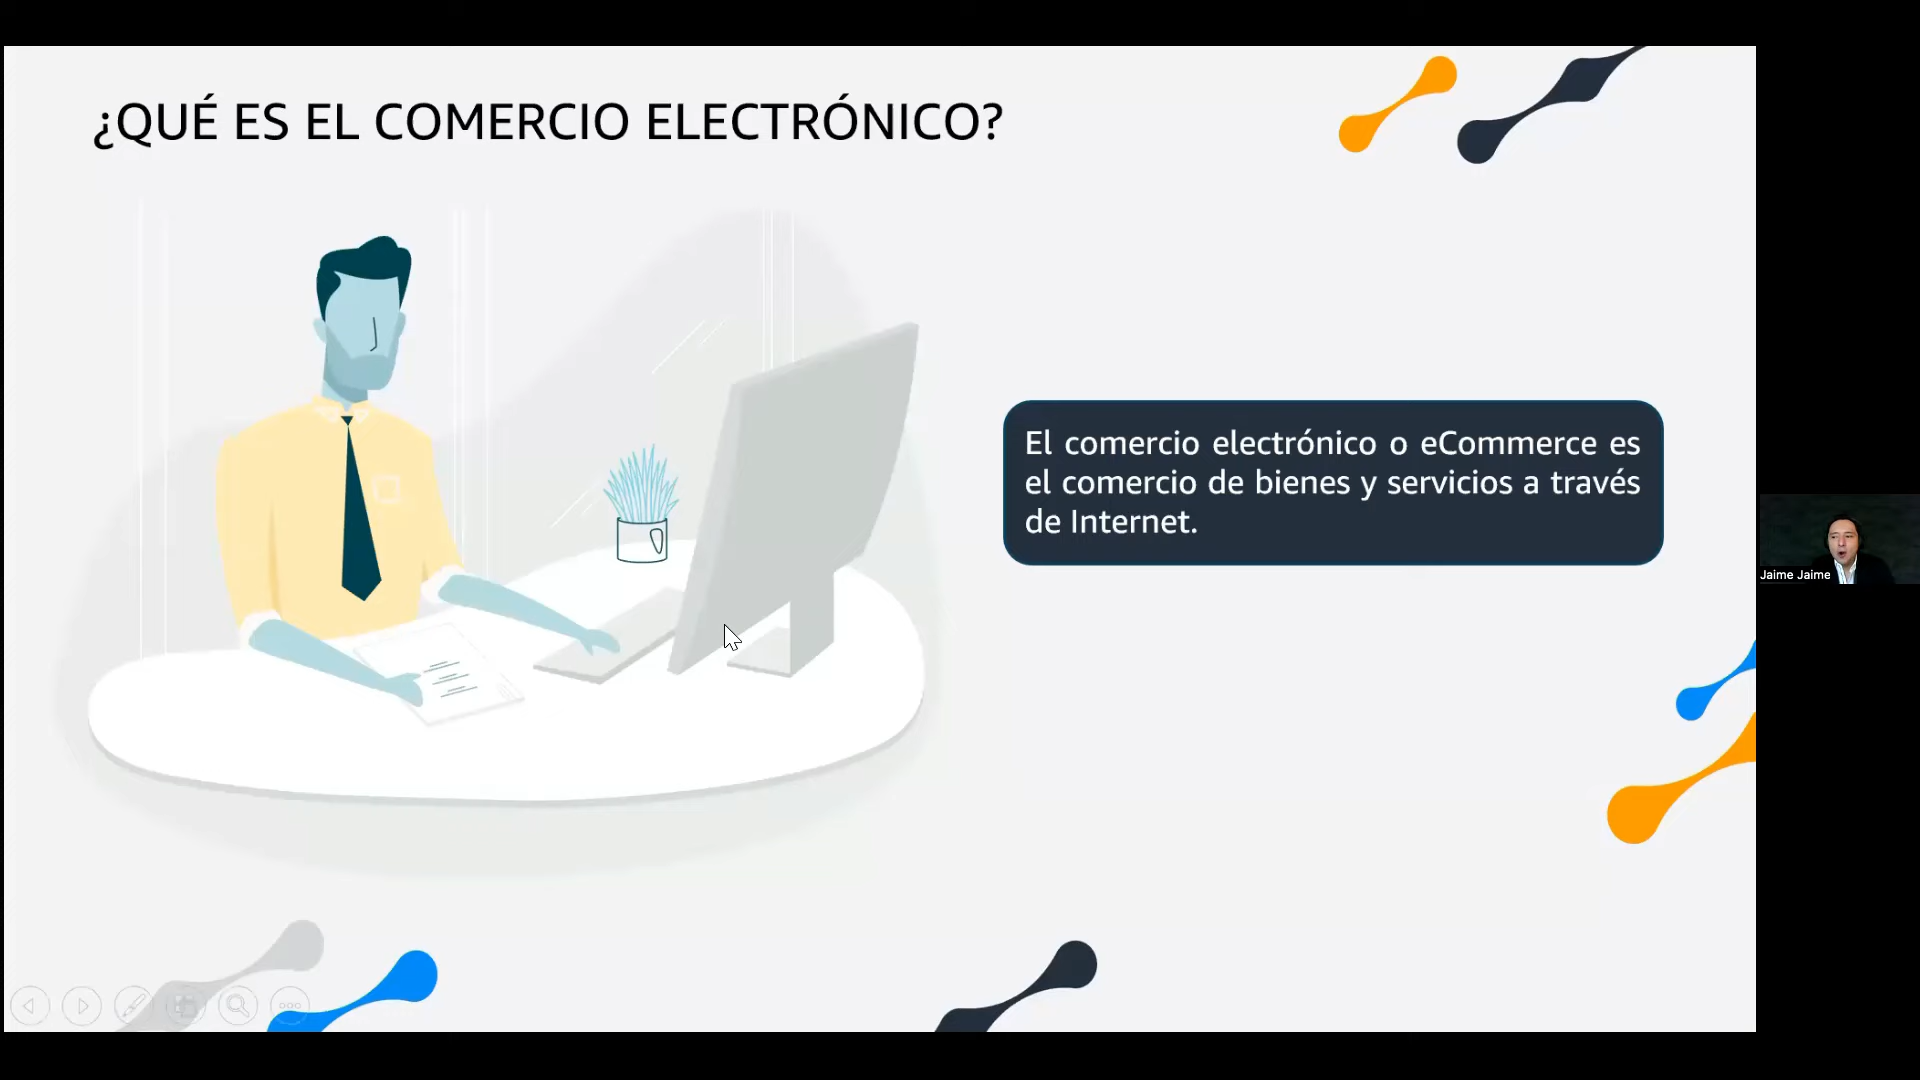 ¿QUÉ ES EL COMERCIO ELECTRÓNICO?
El comercio electrónico o eCommerce es
el comercio de bienes y servicios a través
de Internet.
Jaime Jaime